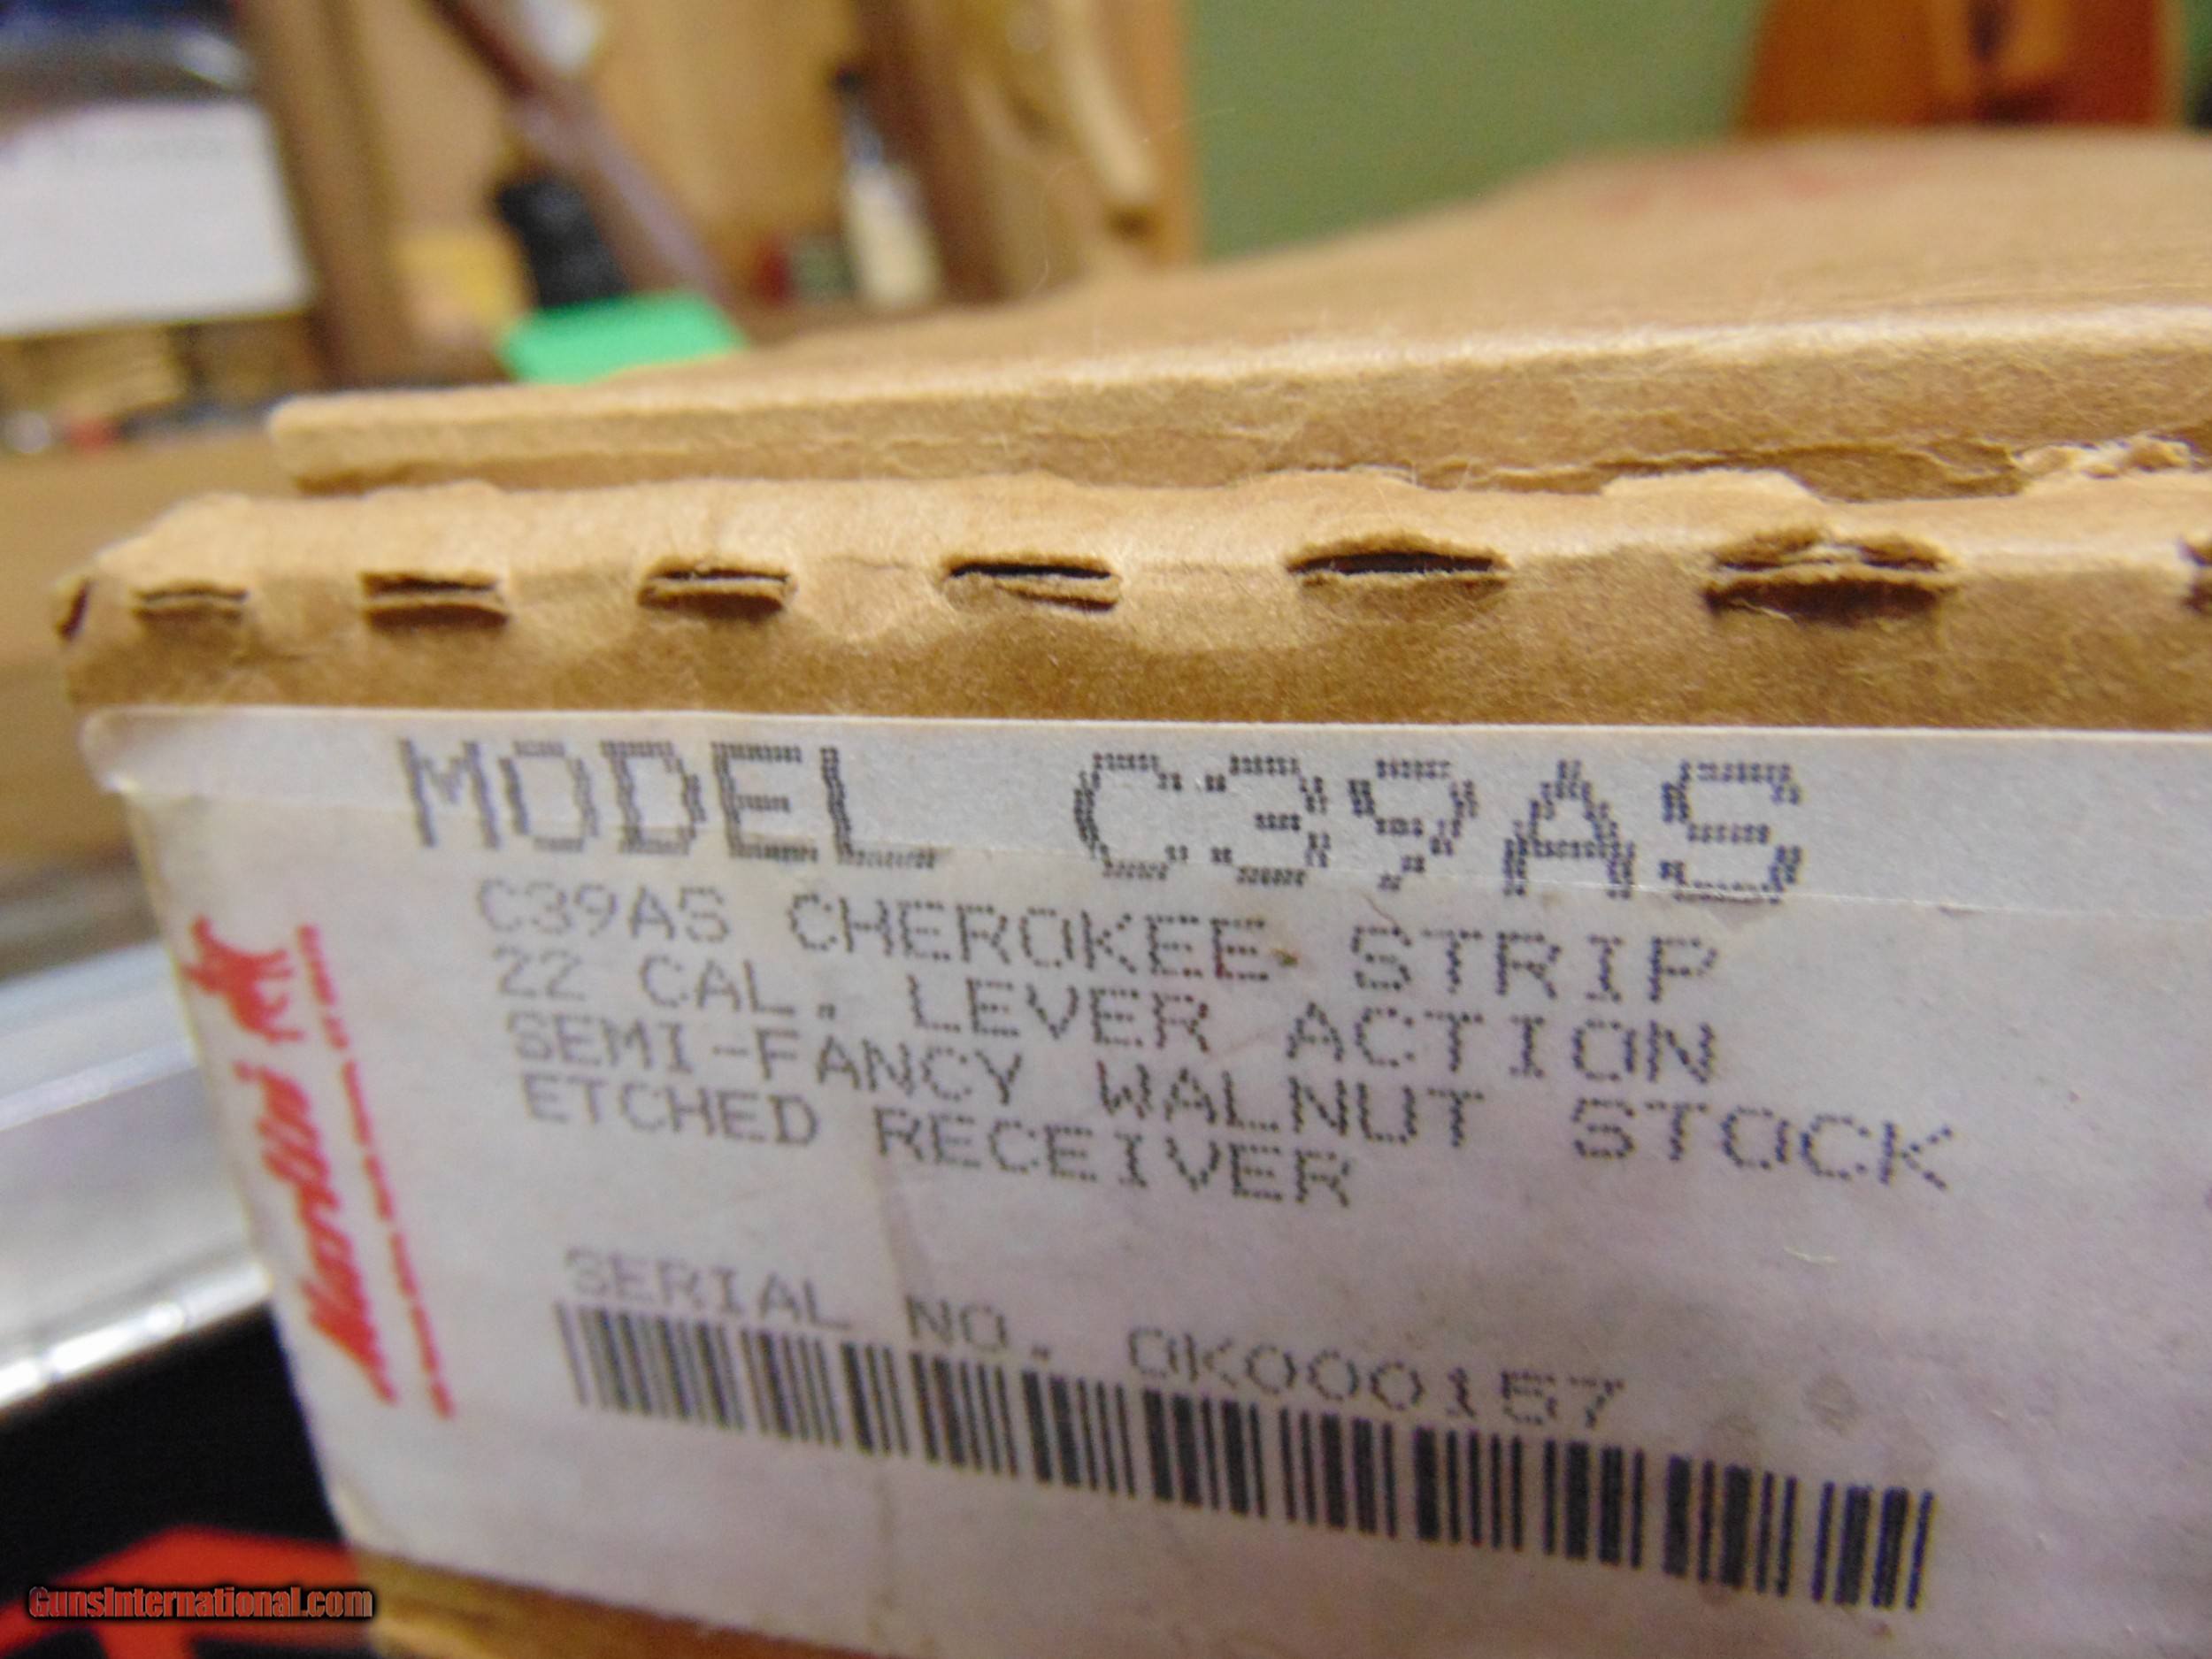 MODEL C39AS
C39AS CHEROKEE STRIP
22 CAL. LEVER ACTION
SEMI-FANCY WALNUT STOCK
ETCHED RECEIVER
SERIAL NO. OK000157
Marlin
GunsInternational.com